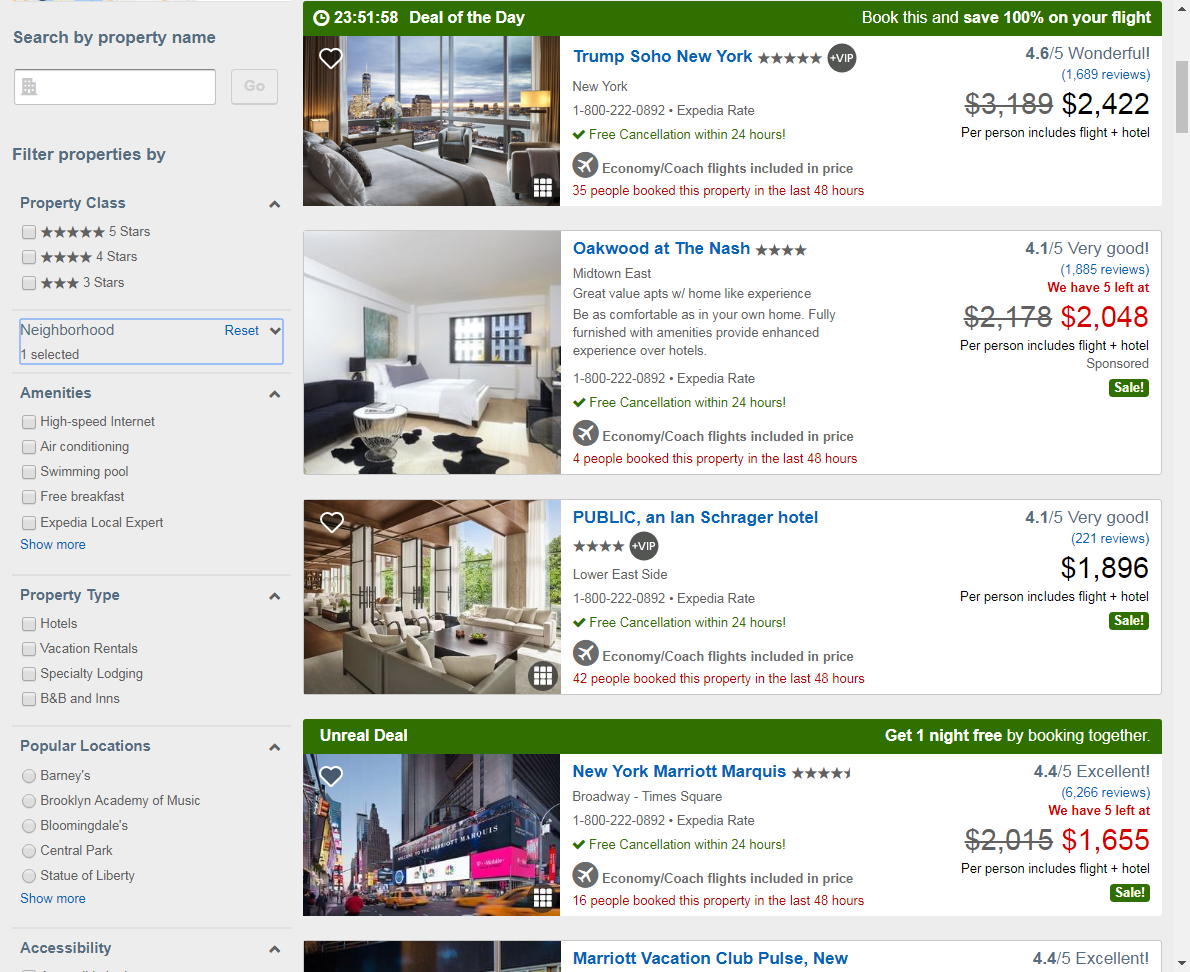 Search by property name
Go
Filter properties by
Property Class
5 Stars
4 Stars
3 Stars
Neighborhood Reset
1 selected
Amenities
High-speed Internet
Air conditioning
Swimming pool
Free breakfast
Expedia Local Expert
Show more
Property Type
Hotels
Vacation Rentals
Specialty Lodging
B&B and Inns
Popular Locations
Barney's
Brooklyn Academy of Music
Bloomingdale's
Central Park
Statue of Liberty
Show more
Accessibility
23:51:58 Deal of the Day Book this and save 100% on your flight
Trump Soho New York +VIP
New York
1-800-222-0892 • Expedia Rate
Free Cancellation within 24 hours!
Economy/Coach flights included in price
35 people booked this property in the last 48 hours
4.6/5 Wonderful!
(1,689 reviews)
$3,189 $2,422
Per person includes flight + hotel
Oakwood at The Nash
Midtown East
Great value apts w/ home like experience
Be as comfortable as in your own home. Fully
furnished with amenities provide enhanced
experience over hotels.
1-800-222-0892 • Expedia Rate
Free Cancellation within 24 hours!
Economy/Coach flights included in price
4 people booked this property in the last 48 hours
4.1/5 Very good!
(1,885 reviews)
We have 5 left at
$2,178 $2,048
Per person includes flight + hotel
Sponsored
Sale!
PUBLIC, an Ian Schrager hotel
+VIP
Lower East Side
1-800-222-0892 • Expedia Rate
Free Cancellation within 24 hours!
Economy/Coach flights included in price
42 people booked this property in the last 48 hours
4.1/5 Very good!
(221 reviews)
$1,896
Per person includes flight + hotel
Sale!
Unreal Deal Get 1 night free by booking together.
WELCOME TO THE MARRIOTT MARQUIS
T Mobile
New York Marriott Marquis
Broadway - Times Square
1-800-222-0892 • Expedia Rate
Free Cancellation within 24 hours!
Economy/Coach flights included in price
16 people booked this property in the last 48 hours
4.4/5 Excellent!
(6,266 reviews)
We have 5 left at
$2,015 $1,655
Per person includes flight + hotel
Sale!
Marriott Vacation Club Pulse, New
4.4/5 Excellent!